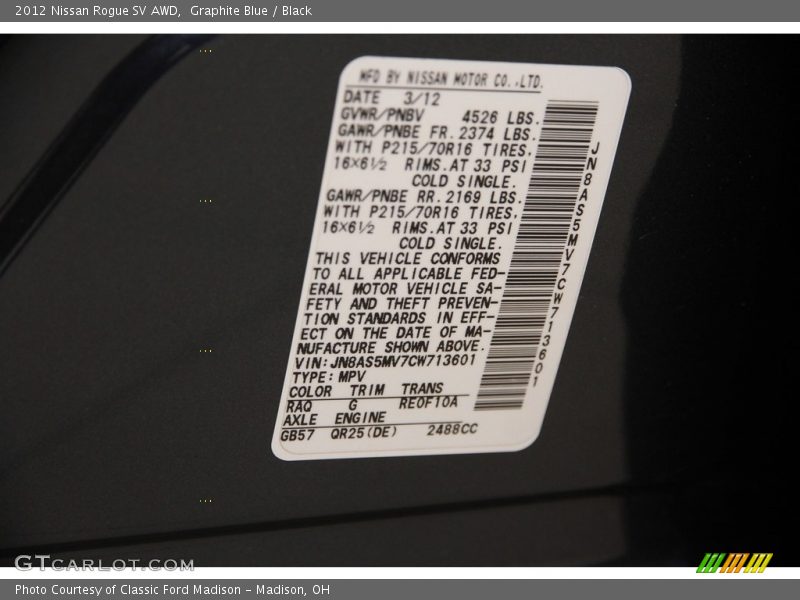 2012 Nissan Rogue SV AWD, Graphite Blue / Black
MFD BY NISSAN MOTOR CO.,LTD.
DATE 3/12
GVWR/PNBV 4526 LBS.
GAWR/PNBE FR. 2374 LBS.
WITH P215/70R16 TIRES,
16×6½ RIMS.AT 33 PSI
COLD SINGLE.
GAWR/PNBE RR. 2169 LBS.
WITH P215/70R16 TIRES,
16×6½ RIMS.AT 33 PSI
COLD SINGLE.
THIS VEHICLE CONFORMS
TO ALL APPLICABLE FED-
ERAL MOTOR VEHICLE SA-
FETY AND THEFT PREVEN-
TION STANDARDS IN EFF-
ECT ON THE DATE OF MA-
NUFACTURE SHOWN ABOVE.
VIN:JN8AS5MV7CW713601
TYPE: MPV
COLOR TRIM TRANS
RAQ G RE0F10A
AXLE ENGINE
GB57 QR25(DE) 2488CC
JN8AS5MV7CW713601
GTCARLOT.COM
Photo Courtesy of Classic Ford Madison - Madison, OH